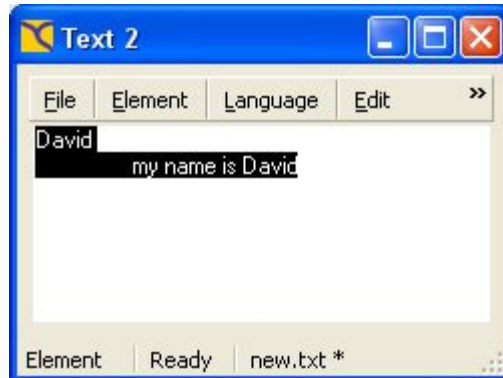 Text 2
File Element Language Edit »
David
my name is David
Element Ready new.txt *